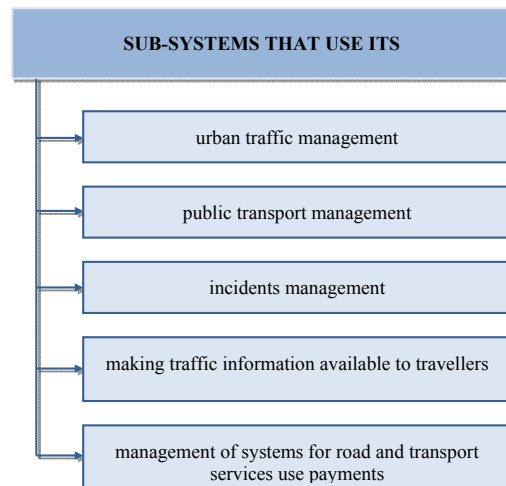 SUB-SYSTEMS THAT USE ITS
urban traffic management
public transport management
incidents management
making traffic information available to travellers
management of systems for road and transport
services use payments